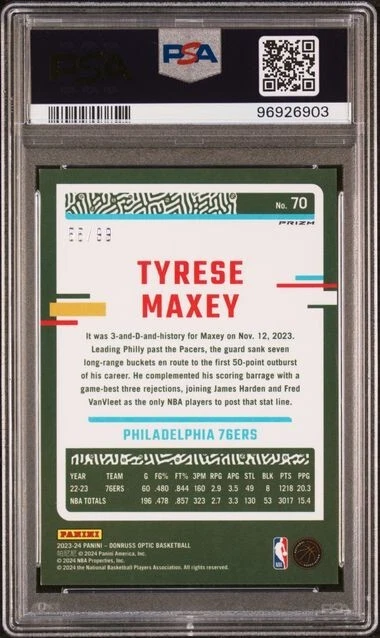 PSA
PSA
96926903
No. 70
PRIZM
TYRESE
MAXEY
It was 3-and-D-and-history for Maxey on Nov. 12, 2023.
Leading Philly past the Pacers, the guard sank seven
long-range buckets en route to the first 50-point outburst
of his career. He complemented his scoring barrage with a
game-best three rejections, joining James Harden and Fred
VanVleet as the only NBA players to post that stat line.
PHILADELPHIA 76ERS
YEAR TEAM G FG% FT% 3PM RPG APG STL BLK PTS PPG
22-23 76ERS 60 .480 .844 160 2.9 3.5 49 8 1218 20.3
NBA TOTALS 196 .478 .857 323 2.7 3.3 130 53 3017 15.4
PANINI
2023-24 PANINI - DONRUSS OPTIC BASKETBALL
© 2024 Panini America, Inc.
© 2024 NBA Properties, Inc.
© 2024 the National Basketball Players Association. All rights reserved.
NBA